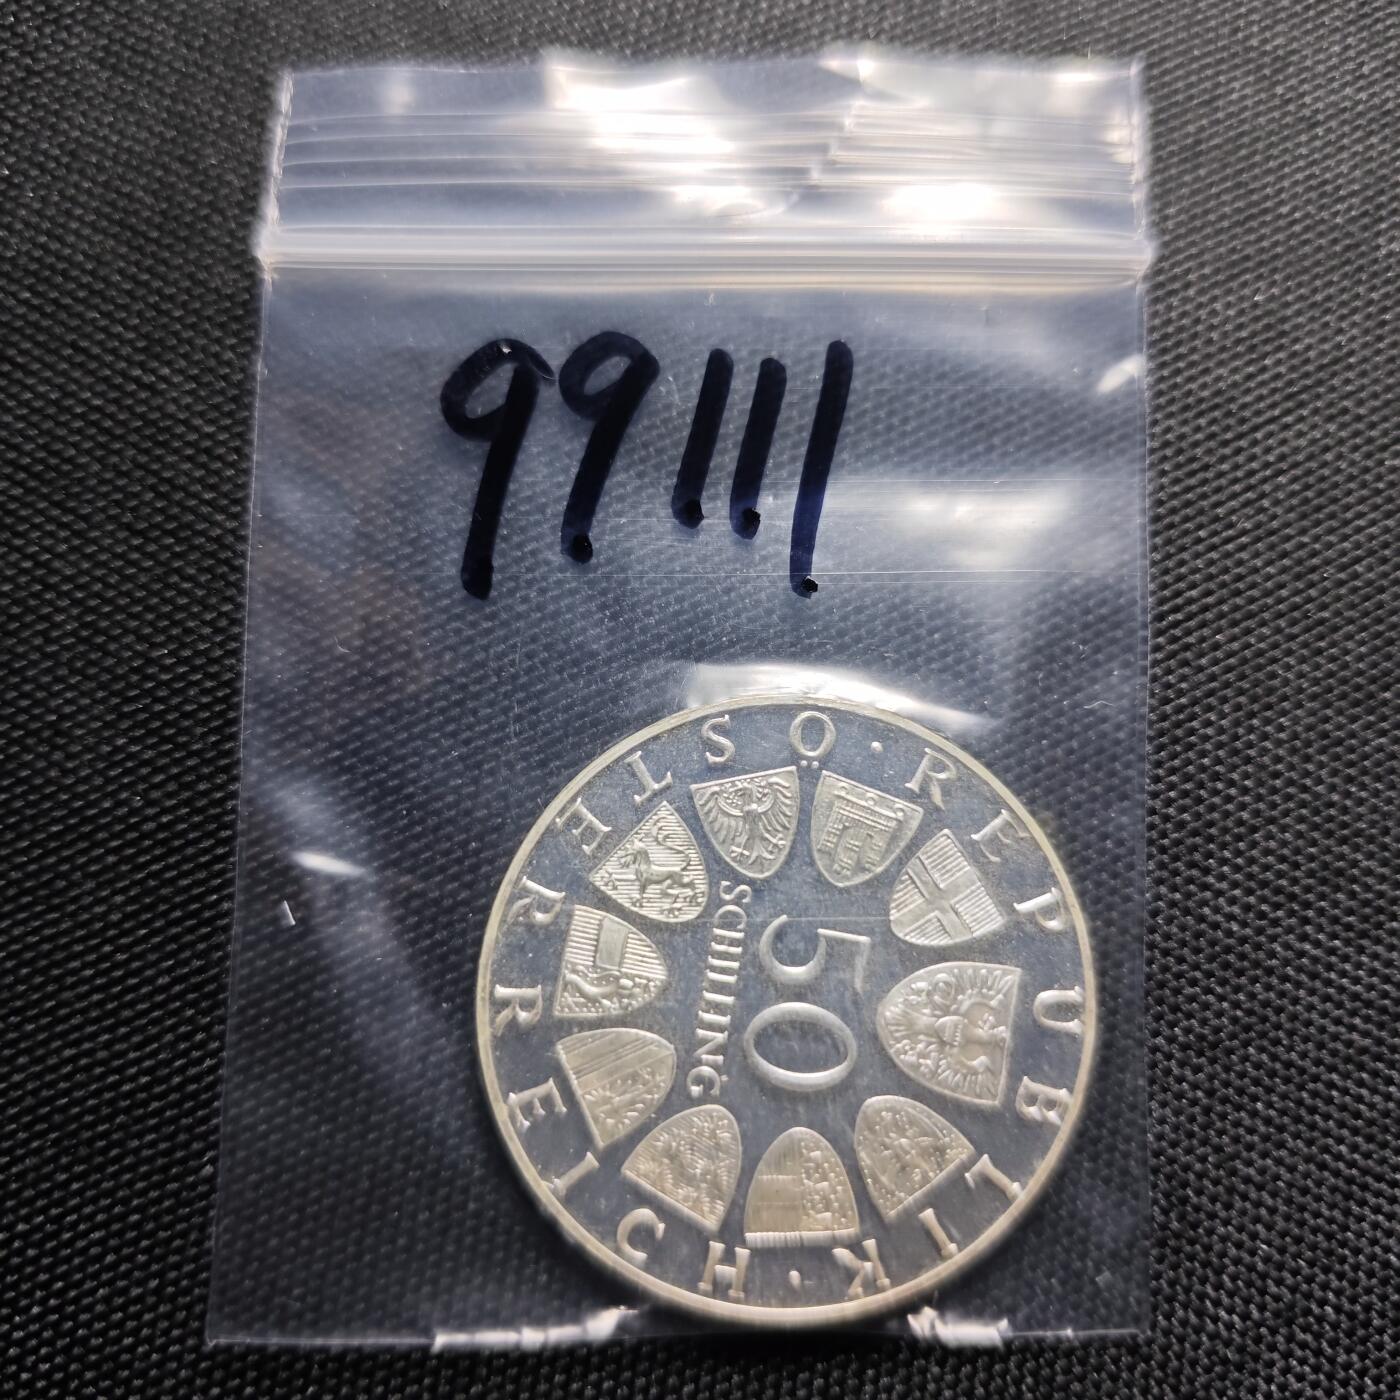 99111
REPUBLIK · ÖSTERREICH ·
50
SCHILLING